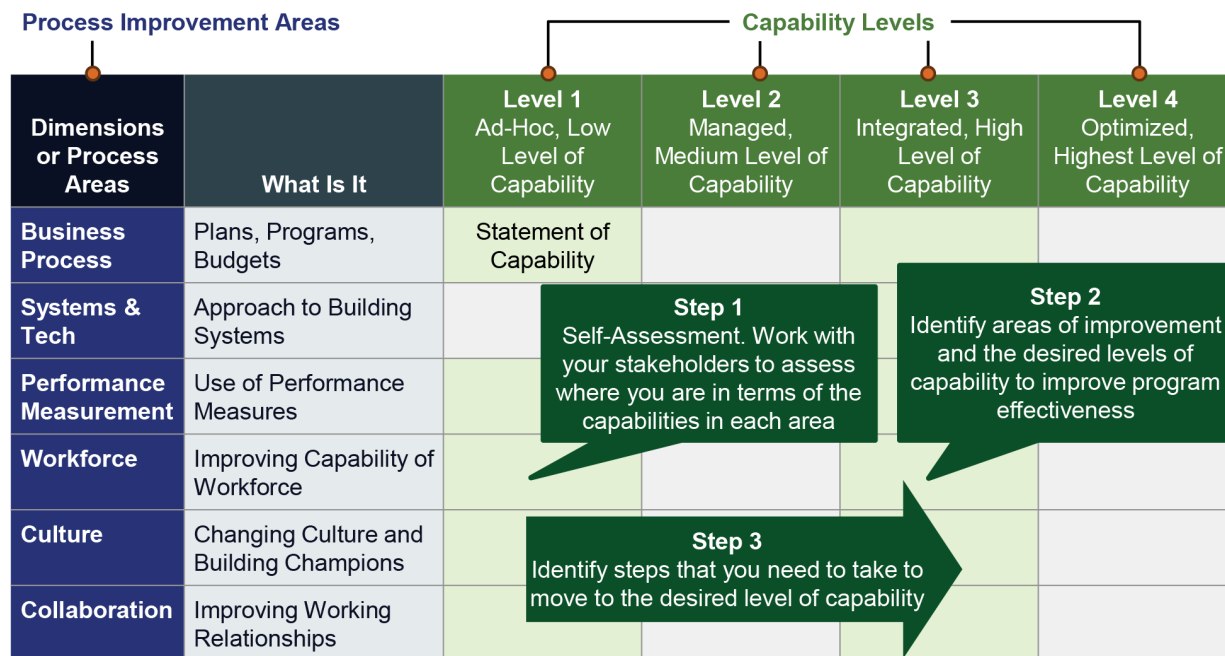 Process Improvement Areas
Capability Levels
Dimensions
or Process
Areas
What Is It
Level 1
Ad-Hoc, Low
Level of
Capability
Level 2
Managed,
Medium Level of
Capability
Level 3
Integrated, High
Level of
Capability
Level 4
Optimized,
Highest Level of
Capability
Business
Process
Plans, Programs,
Budgets
Statement of
Capability
Systems &
Tech
Approach to Building
Systems
Performance
Measurement
Use of Performance
Measures
Workforce
Improving Capability of
Workforce
Culture
Changing Culture and
Building Champions
Collaboration
Improving Working
Relationships
Step 1
Self-Assessment. Work with
your stakeholders to assess
where you are in terms of the
capabilities in each area
Step 2
Identify areas of improvement
and the desired levels of
capability to improve program
effectiveness
Step 3
Identify steps that you need to take to
move to the desired level of capability